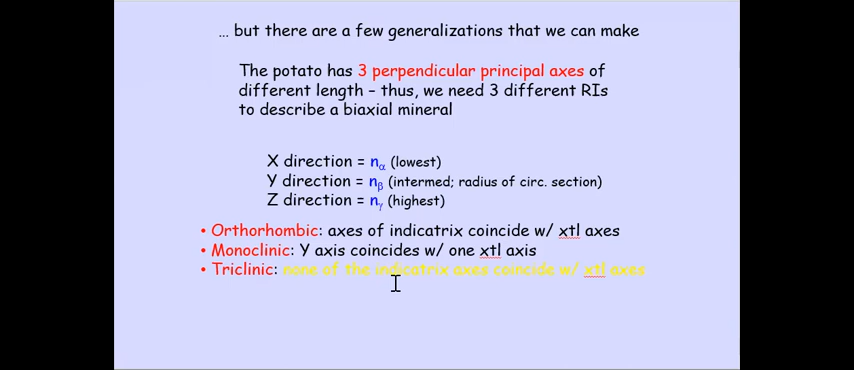 … but there are a few generalizations that we can make
The potato has 3 perpendicular principal axes of
different length – thus, we need 3 different RIs
to describe a biaxial mineral
X direction = nα (lowest)
Y direction = nβ (intermed; radius of circ. section)
Z direction = nγ (highest)
• Orthorhombic: axes of indicatrix coincide w/ xtl axes
• Monoclinic: Y axis coincides w/ one xtl axis
• Triclinic: none of the indicatrix axes coincide w/ xtl axes